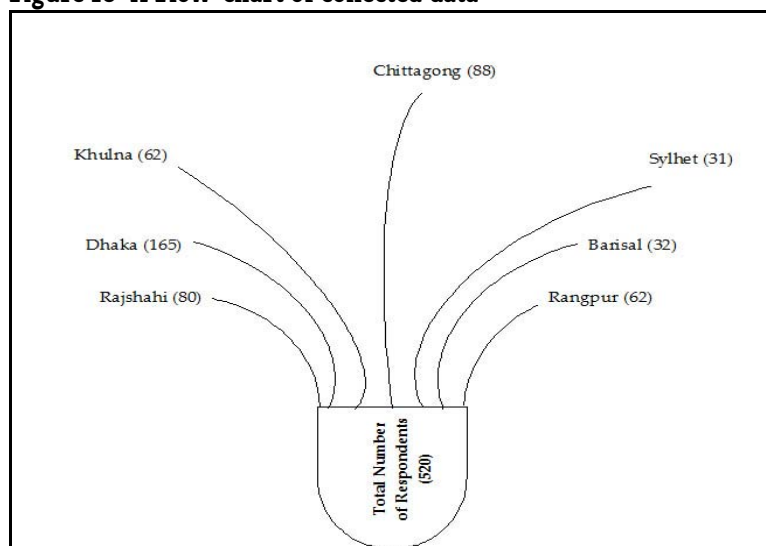 Chittagong (88)
Khulna (62)
Sylhet (31)
Dhaka (165)
Barisal (32)
Rajshahi (80)
Rangpur (62)
Total Number
of Respondents
(520)